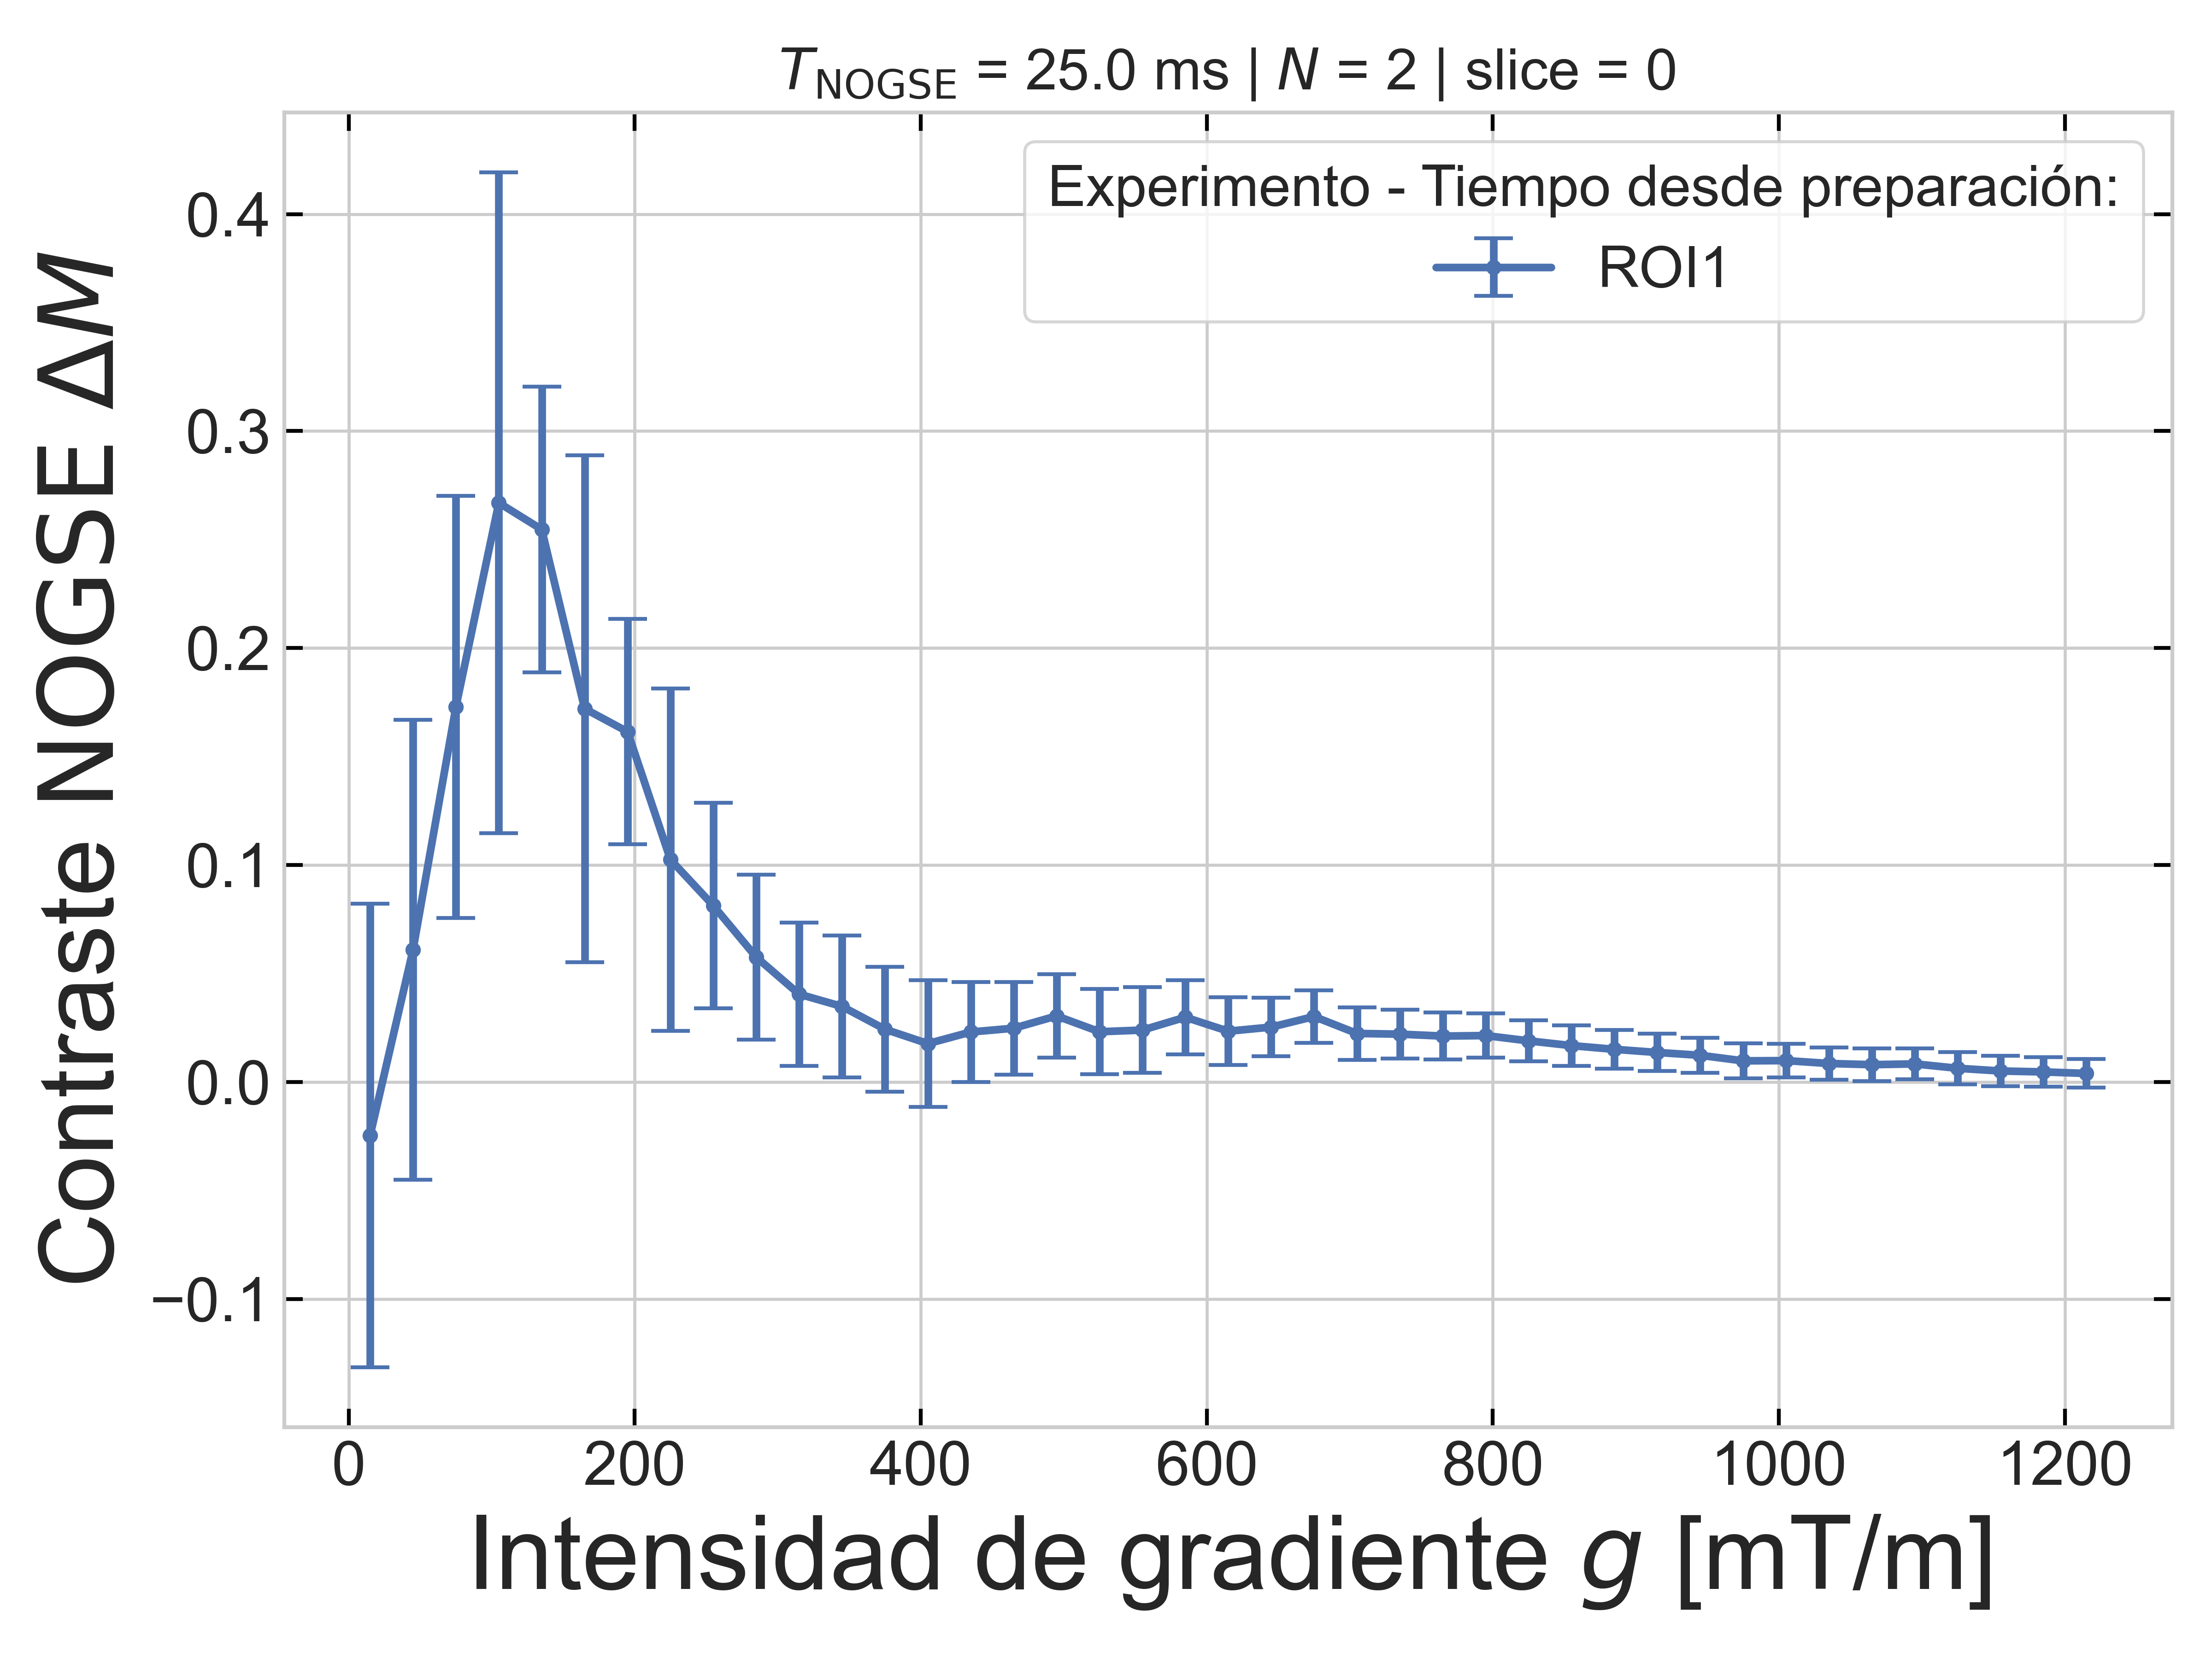 T_NOGSE = 25.0 ms | N = 2 | slice = 0
Experimento - Tiempo desde preparación:
ROI1
Contraste NOGSE ΔM
0.4
0.3
0.2
0.1
0.0
−0.1
0 200 400 600 800 1000 1200
Intensidad de gradiente g [mT/m]